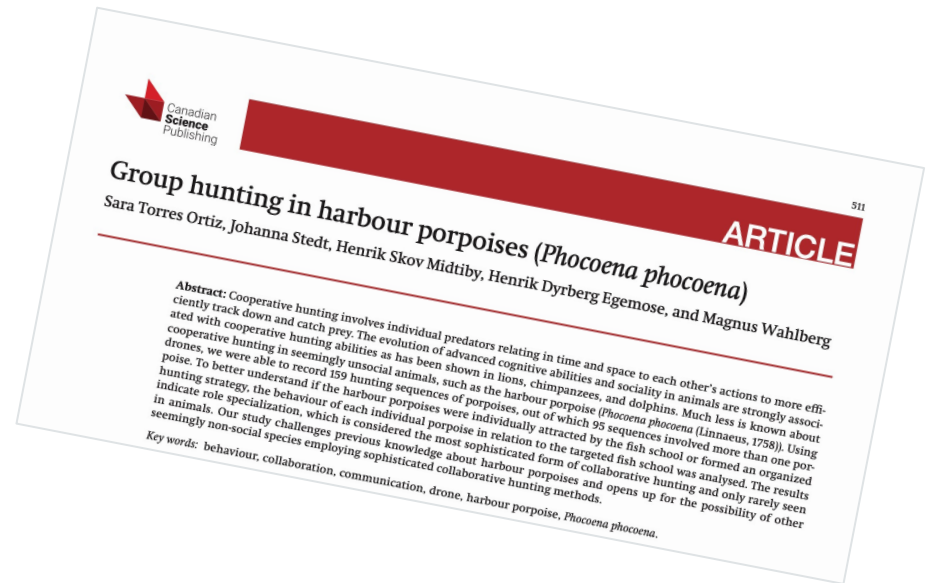 Canadian
Science
Publishing
511
ARTICLE
Group hunting in harbour porpoises (Phocoena phocoena)
Sara Torres Ortiz, Johanna Stedt, Henrik Skov Midtiby, Henrik Dyrberg Egemose, and Magnus Wahlberg
Abstract: Cooperative hunting involves individual predators relating in time and space to each other's actions to more effi-
ciently track down and catch prey. The evolution of advanced cognitive abilities and sociality in animals are strongly associ-
ated with cooperative hunting abilities as has been shown in lions, chimpanzees, and dolphins. Much less is known about
cooperative hunting in seemingly unsocial animals, such as the harbour porpoise (Phocoena phocoena (Linnaeus, 1758)). Using
drones, we were able to record 159 hunting sequences of porpoises, out of which 95 sequences involved more than one por-
poise. To better understand if the harbour porpoises were individually attracted by the fish school or formed an organized
hunting strategy, the behaviour of each individual porpoise in relation to the targeted fish school was analysed. The results
indicate role specialization, which is considered the most sophisticated form of collaborative hunting and only rarely seen
in animals. Our study challenges previous knowledge about harbour porpoises and opens up for the possibility of other
seemingly non-social species employing sophisticated collaborative hunting methods.
Key words: behaviour, collaboration, communication, drone, harbour porpoise, Phocoena phocoena.